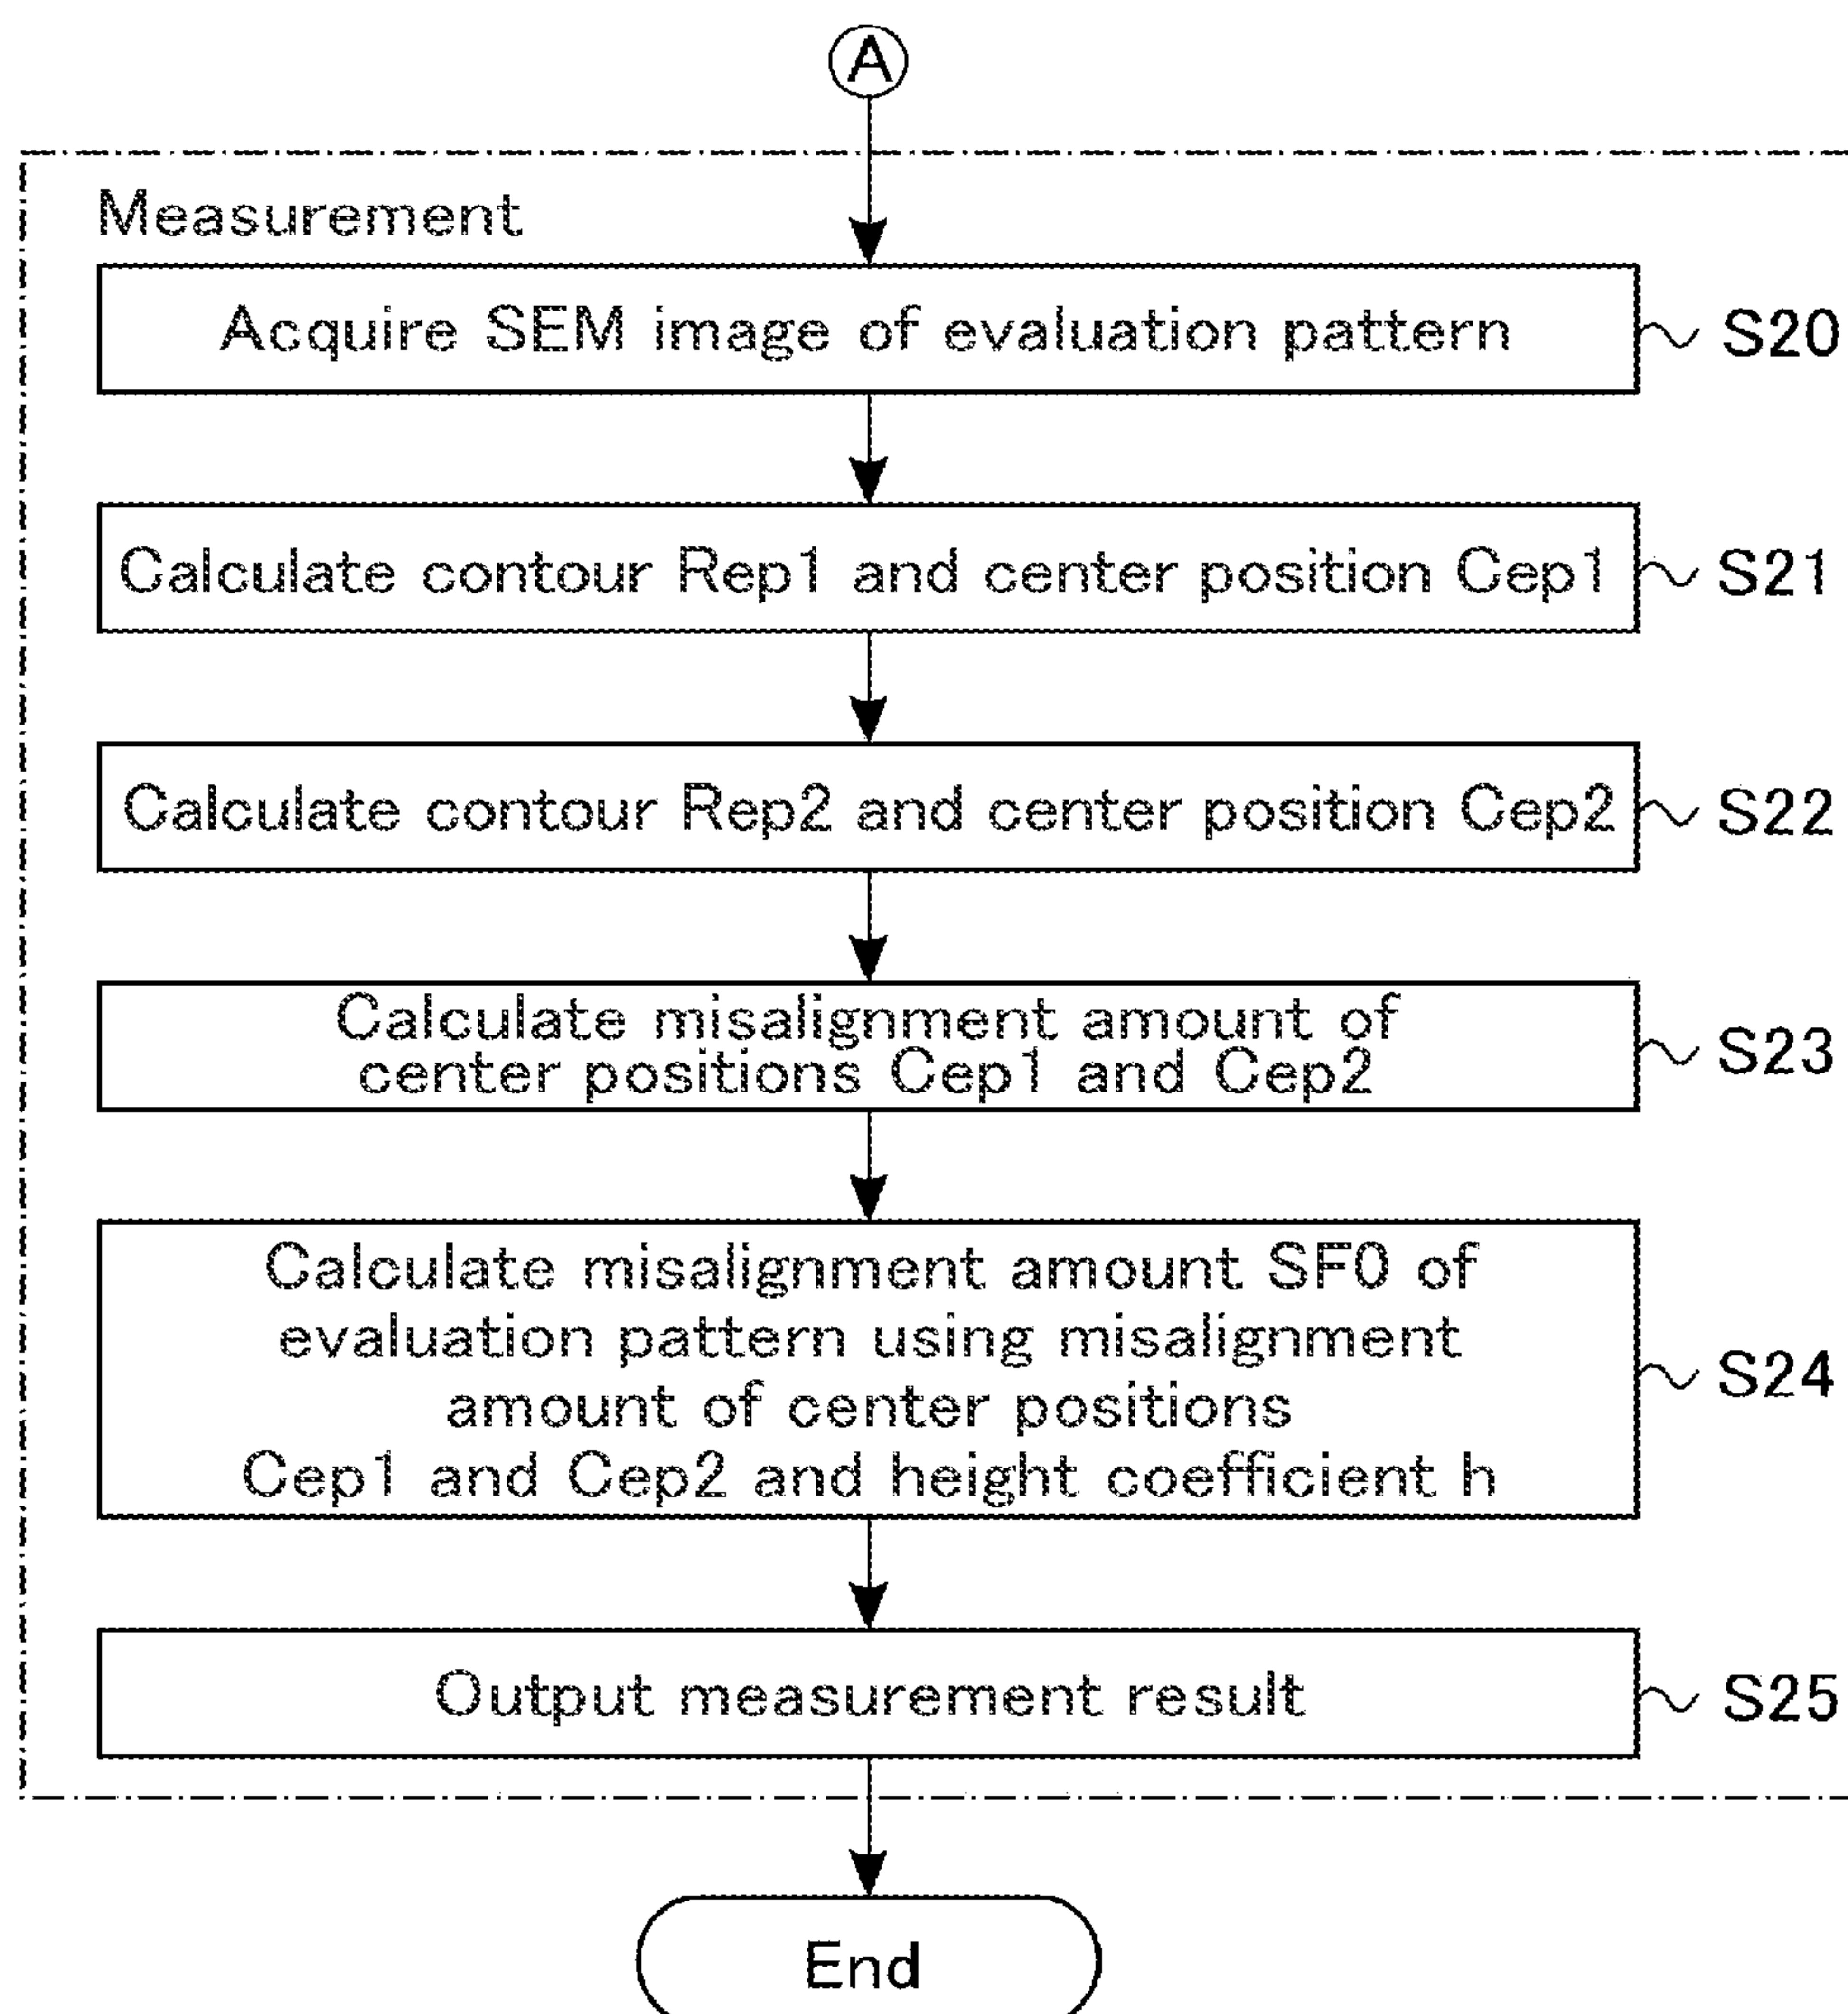 A
Measurement
Acquire SEM image of evaluation pattern
S20
Calculate contour Rep1 and center position Cep1
S21
Calculate contour Rep2 and center position Cep2
S22
Calculate misalignment amount of
center positions Cep1 and Cep2
S23
Calculate misalignment amount SF0 of
evaluation pattern using misalignment
amount of center positions
Cep1 and Cep2 and height coefficient h
S24
Output measurement result
S25
End